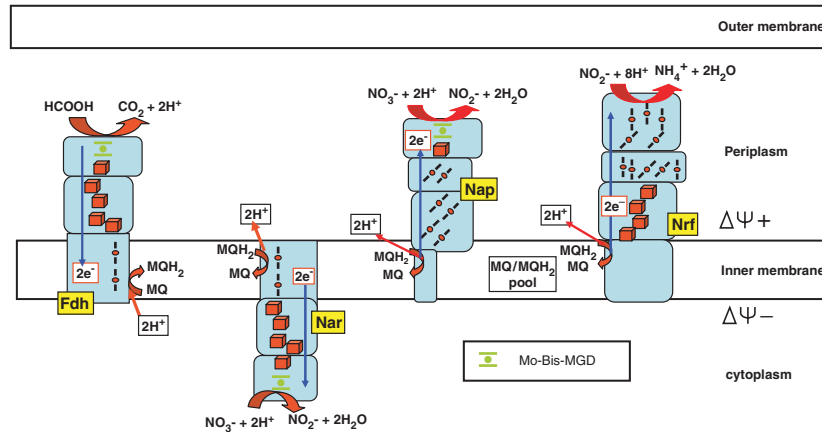 Outer membrane
NO₂- + 8H⁺ NH₄⁺ + 2H₂O
NO₃- + 2H⁺ NO₂- + 2H₂O
HCOOH CO₂ + 2H⁺
2e-
Periplasm
Nap
2e–
2H⁺
2H⁺
2H⁺
Nrf
ΔΨ+
MQH₂
MQ
MQH₂
MQ
MQH₂
MQ
MQH₂
MQ
2e-
2e-
MQ/MQH₂
pool
Inner membrane
Fdh
2H⁺
Nar
ΔΨ−
Mo-Bis-MGD
cytoplasm
NO₃- + 2H⁺ NO₂- + 2H₂O